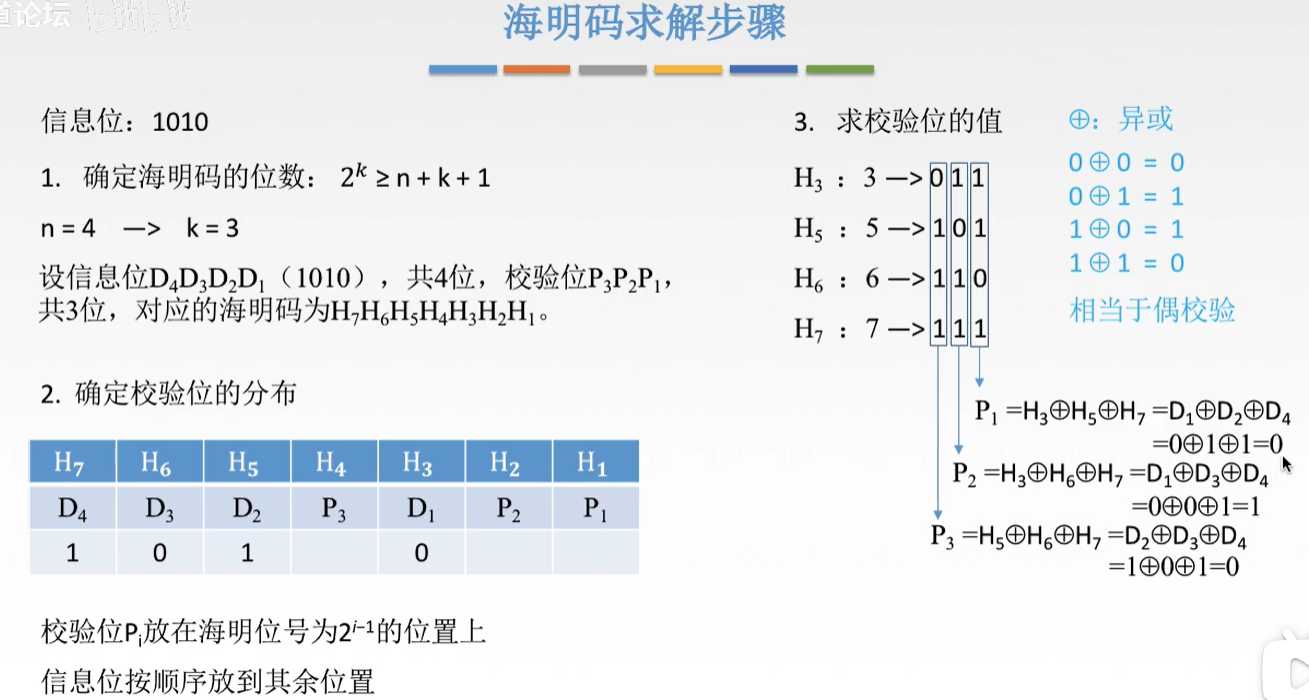 道论坛 bilibili
海明码求解步骤
信息位：1010
1. 确定海明码的位数： 2ᵏ ≥ n + k + 1
n = 4 —> k = 3
设信息位D₄D₃D₂D₁（1010），共4位，校验位P₃P₂P₁，
共3位，对应的海明码为H₇H₆H₅H₄H₃H₂H₁。
2. 确定校验位的分布
H₇ H₆ H₅ H₄ H₃ H₂ H₁
D₄ D₃ D₂ P₃ D₁ P₂ P₁
1 0 1 0
校验位Pᵢ放在海明位号为2ⁱ⁻¹的位置上
信息位按顺序放到其余位置
3. 求校验位的值
H₃ : 3 —> 0 1 1
H₅ : 5 —> 1 0 1
H₆ : 6 —> 1 1 0
H₇ : 7 —> 1 1 1
⊕：异或
0⊕0 = 0
0⊕1 = 1
1⊕0 = 1
1⊕1 = 0
相当于偶校验
P₁ =H₃⊕H₅⊕H₇ =D₁⊕D₂⊕D₄
=0⊕1⊕1=0
P₂ =H₃⊕H₆⊕H₇ =D₁⊕D₃⊕D₄
=0⊕0⊕1=1
P₃ =H₅⊕H₆⊕H₇ =D₂⊕D₃⊕D₄
=1⊕0⊕1=0